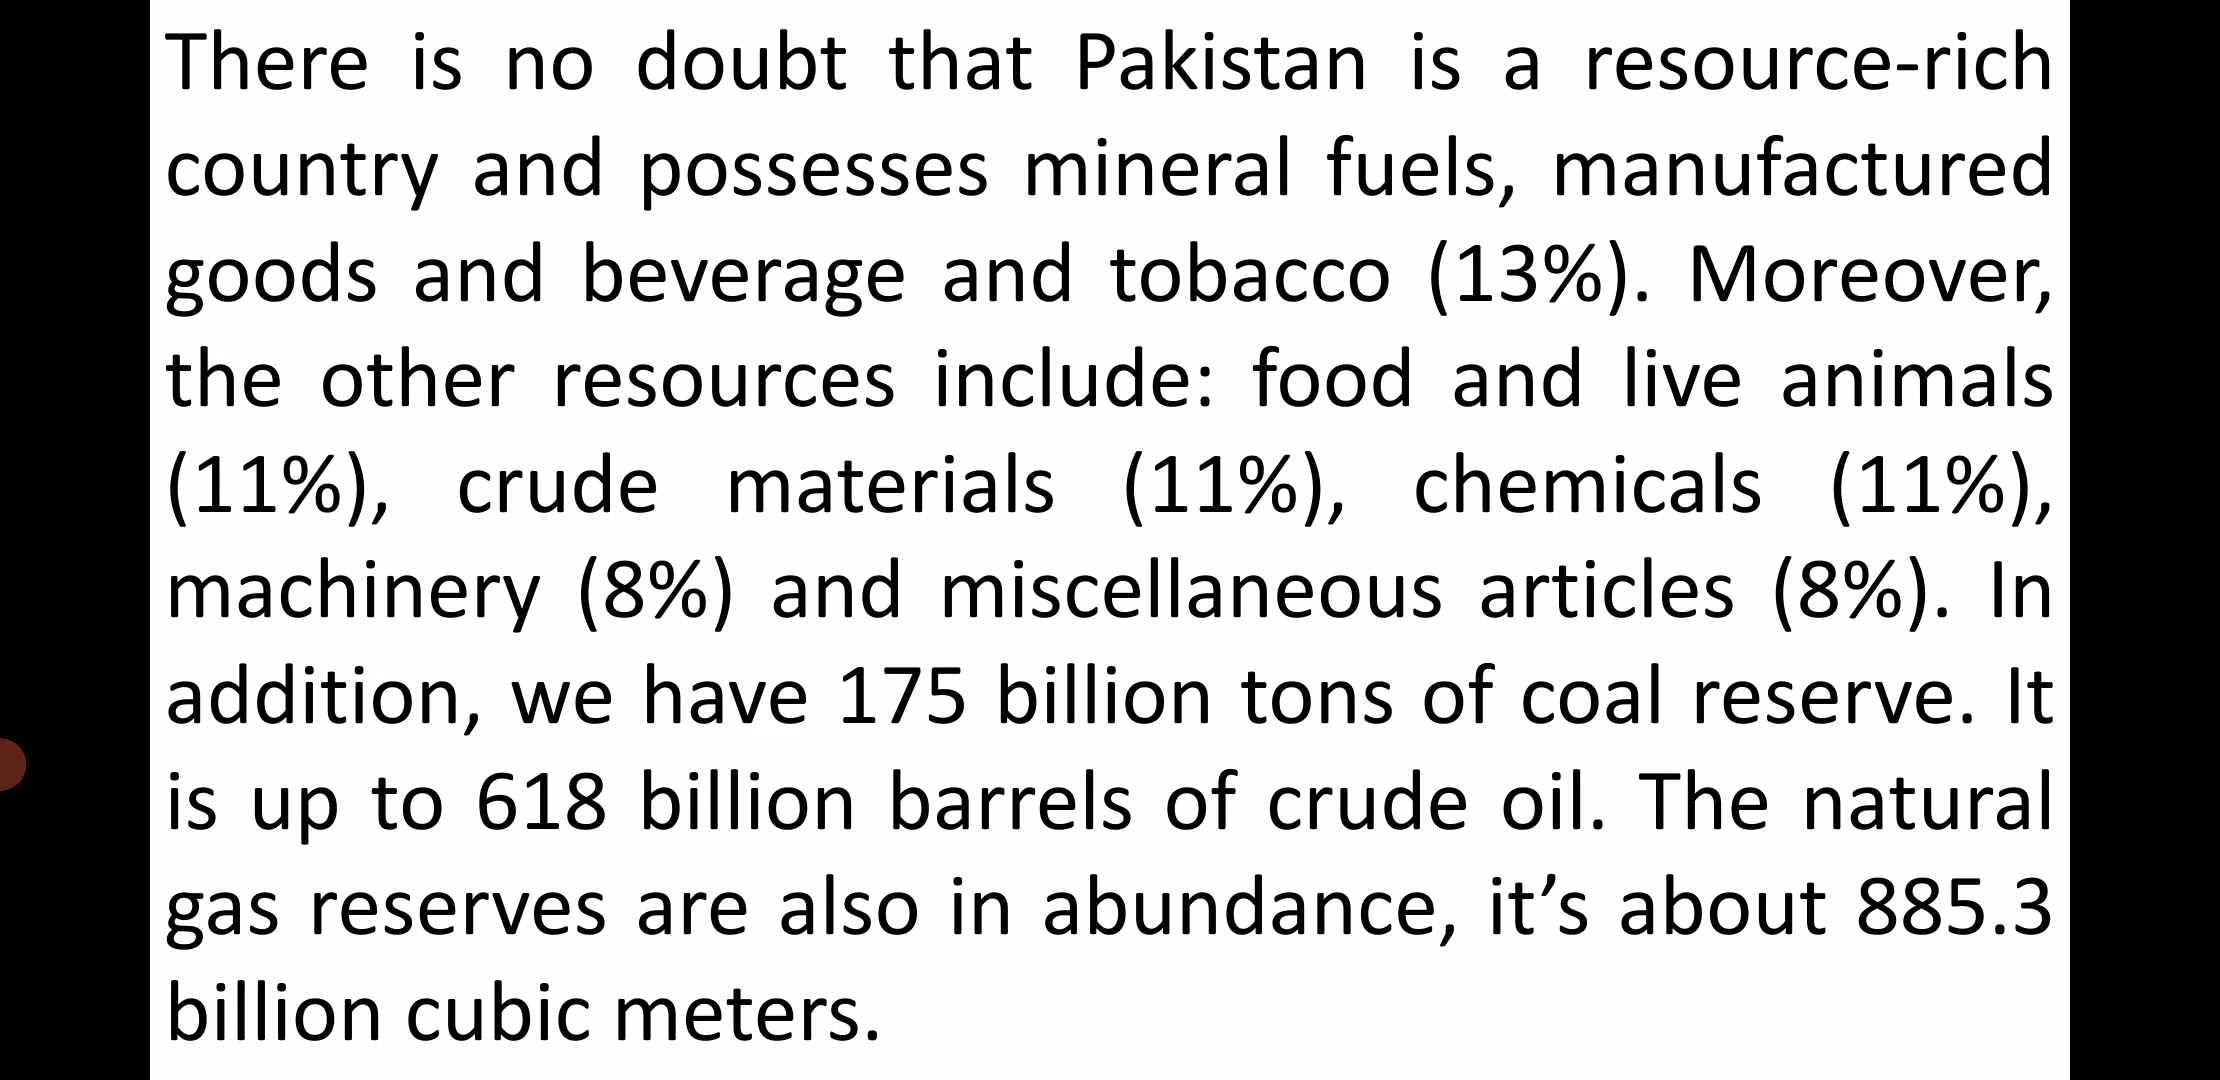 There is no doubt that Pakistan is a resource-rich
country and possesses mineral fuels, manufactured
goods and beverage and tobacco (13%). Moreover,
the other resources include: food and live animals
(11%), crude materials (11%), chemicals (11%),
machinery (8%) and miscellaneous articles (8%). In
addition, we have 175 billion tons of coal reserve. It
is up to 618 billion barrels of crude oil. The natural
gas reserves are also in abundance, it’s about 885.3
billion cubic meters.